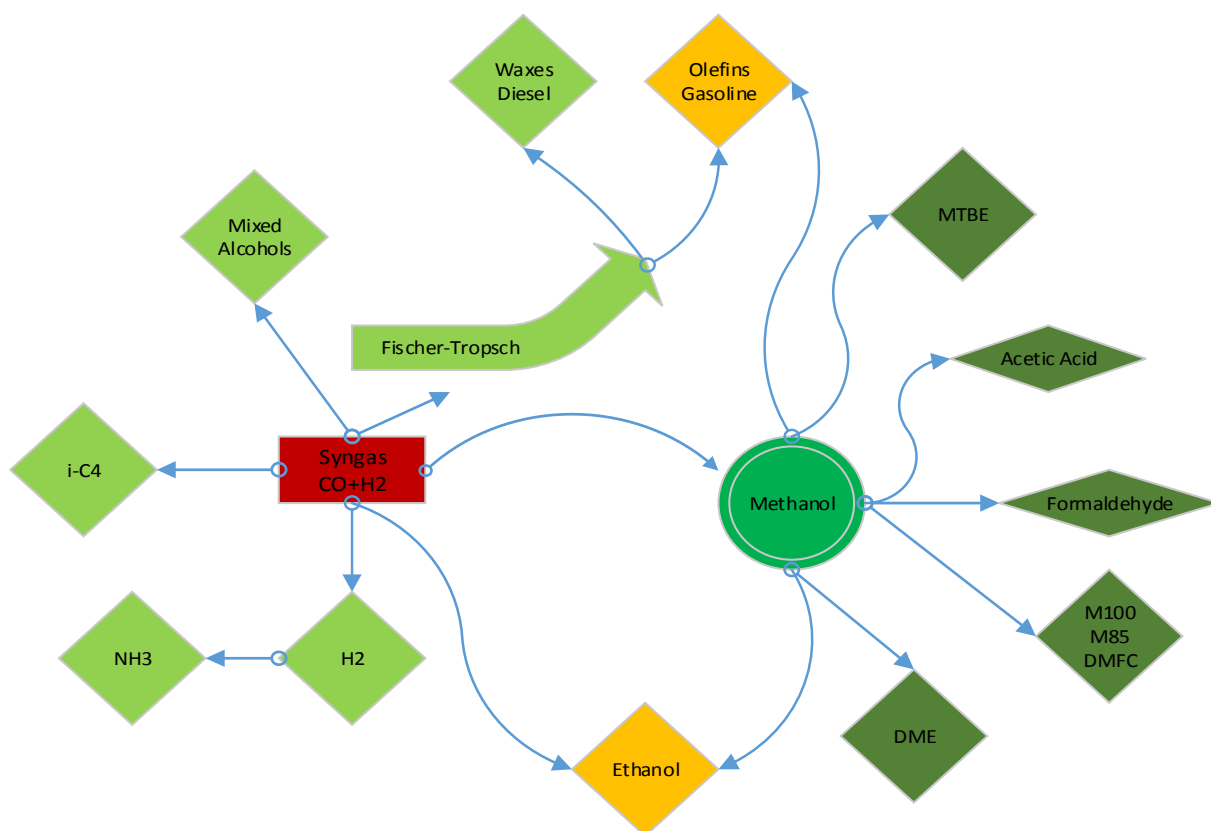 Waxes
Diesel
Olefins
Gasoline
Mixed
Alcohols
MTBE
Fischer-Tropsch
Acetic Acid
i-C4
Syngas
CO+H2
Methanol
Formaldehyde
M100
M85
DMFC
NH3
H2
DME
Ethanol